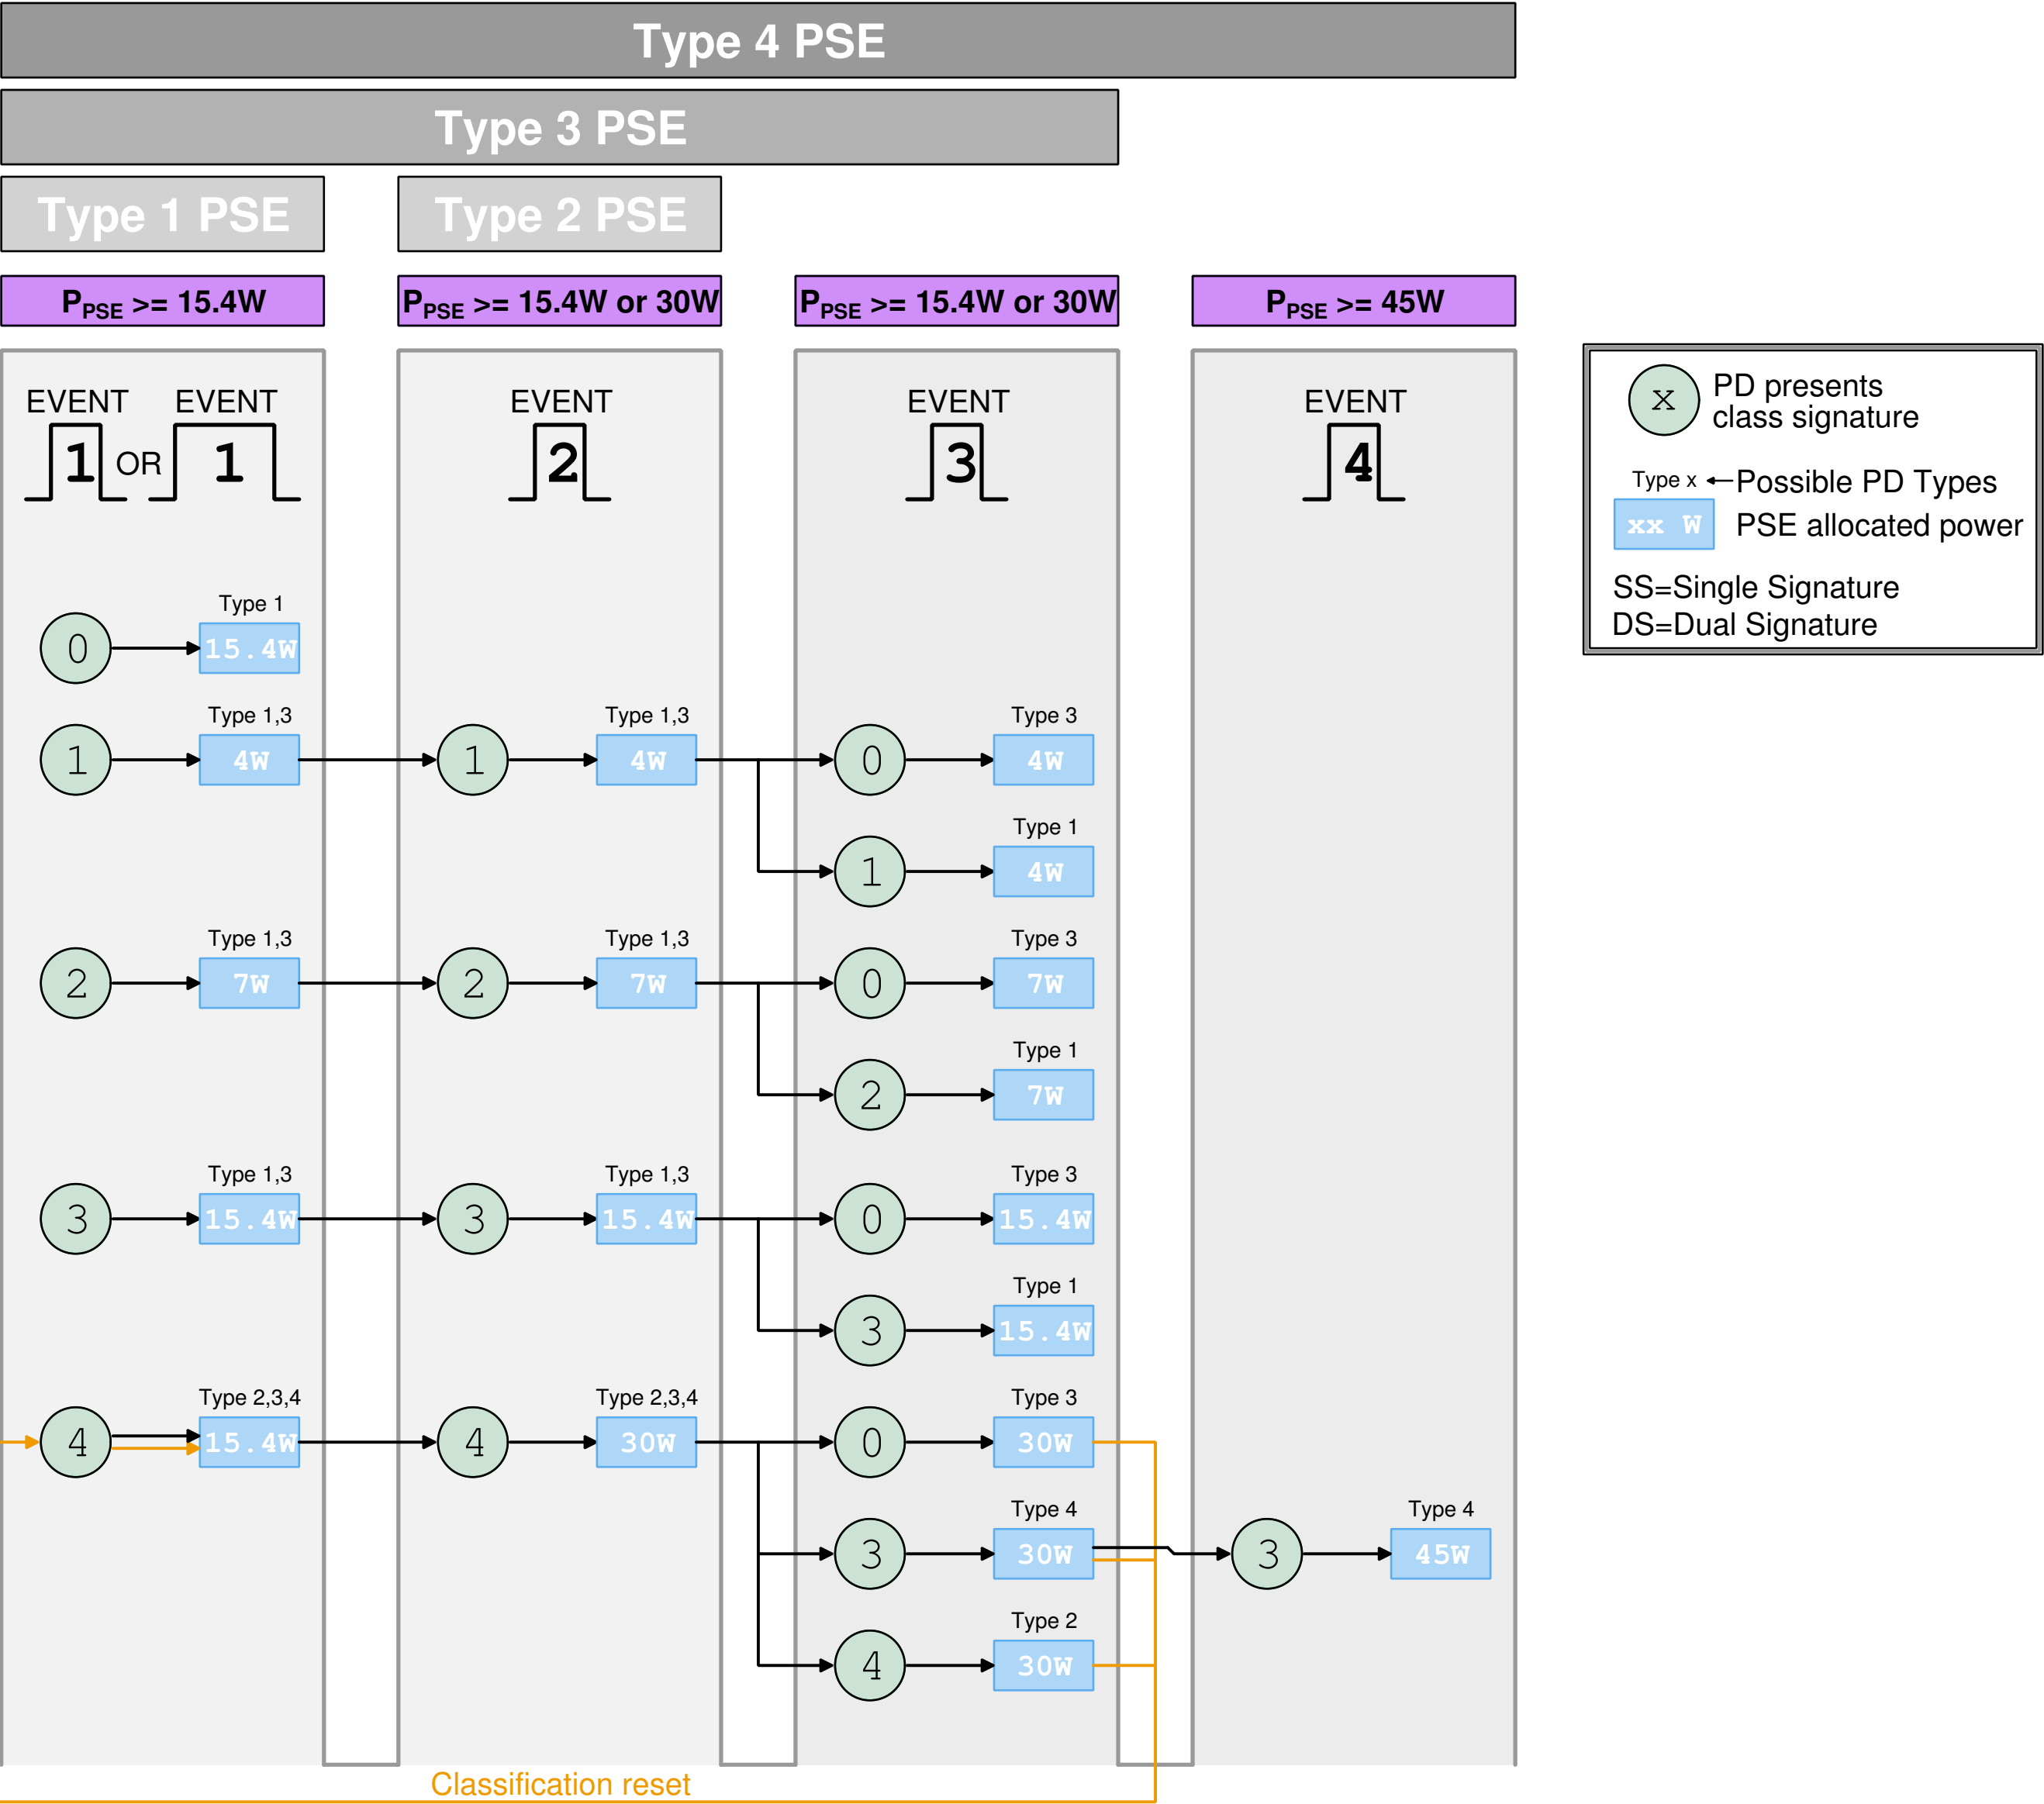 Type 4 PSE
Type 3 PSE
Type 1 PSE
Type 2 PSE
PPSE >= 15.4W
PPSE >= 15.4W or 30W
PPSE >= 15.4W or 30W
PPSE >= 45W
EVENT
1
OR
EVENT
1
EVENT
2
EVENT
3
EVENT
4
x
PD presents
class signature
Type x
Possible PD Types
xx W
PSE allocated power
SS=Single Signature
DS=Dual Signature
Type 1
0
15.4W
Type 1,3
1
4W
Type 1,3
1
4W
Type 3
0
4W
Type 1
1
4W
Type 1,3
2
7W
Type 1,3
2
7W
Type 3
0
7W
Type 1
2
7W
Type 1,3
3
15.4W
Type 1,3
3
15.4W
Type 3
0
15.4W
Type 1
3
15.4W
Type 2,3,4
4
15.4W
Type 2,3,4
4
30W
Type 3
0
30W
Type 4
3
30W
Type 4
3
45W
Type 2
4
30W
Classification reset